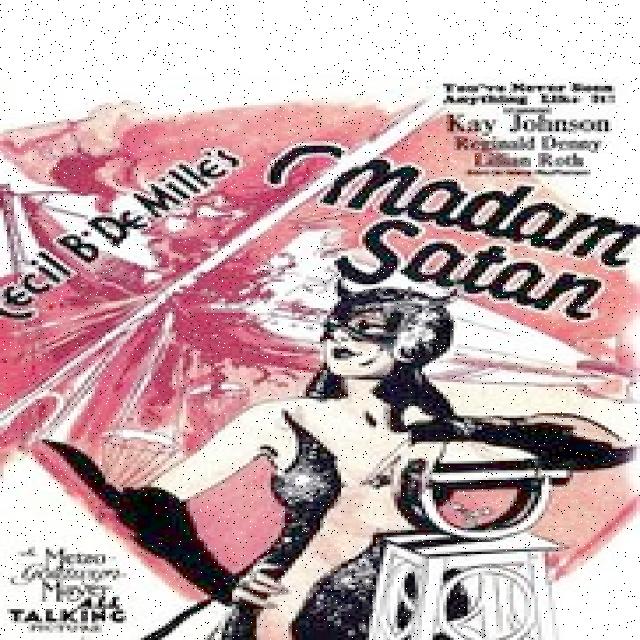 You've Never Seen
Anything Like It!
Kay Johnson
Reginald Denny
Lillian Roth
Cecil B. DeMille's
Madam
Satan
A Metro-
Goldwyn-
Mayer
ALL
TALKING
PICTURE